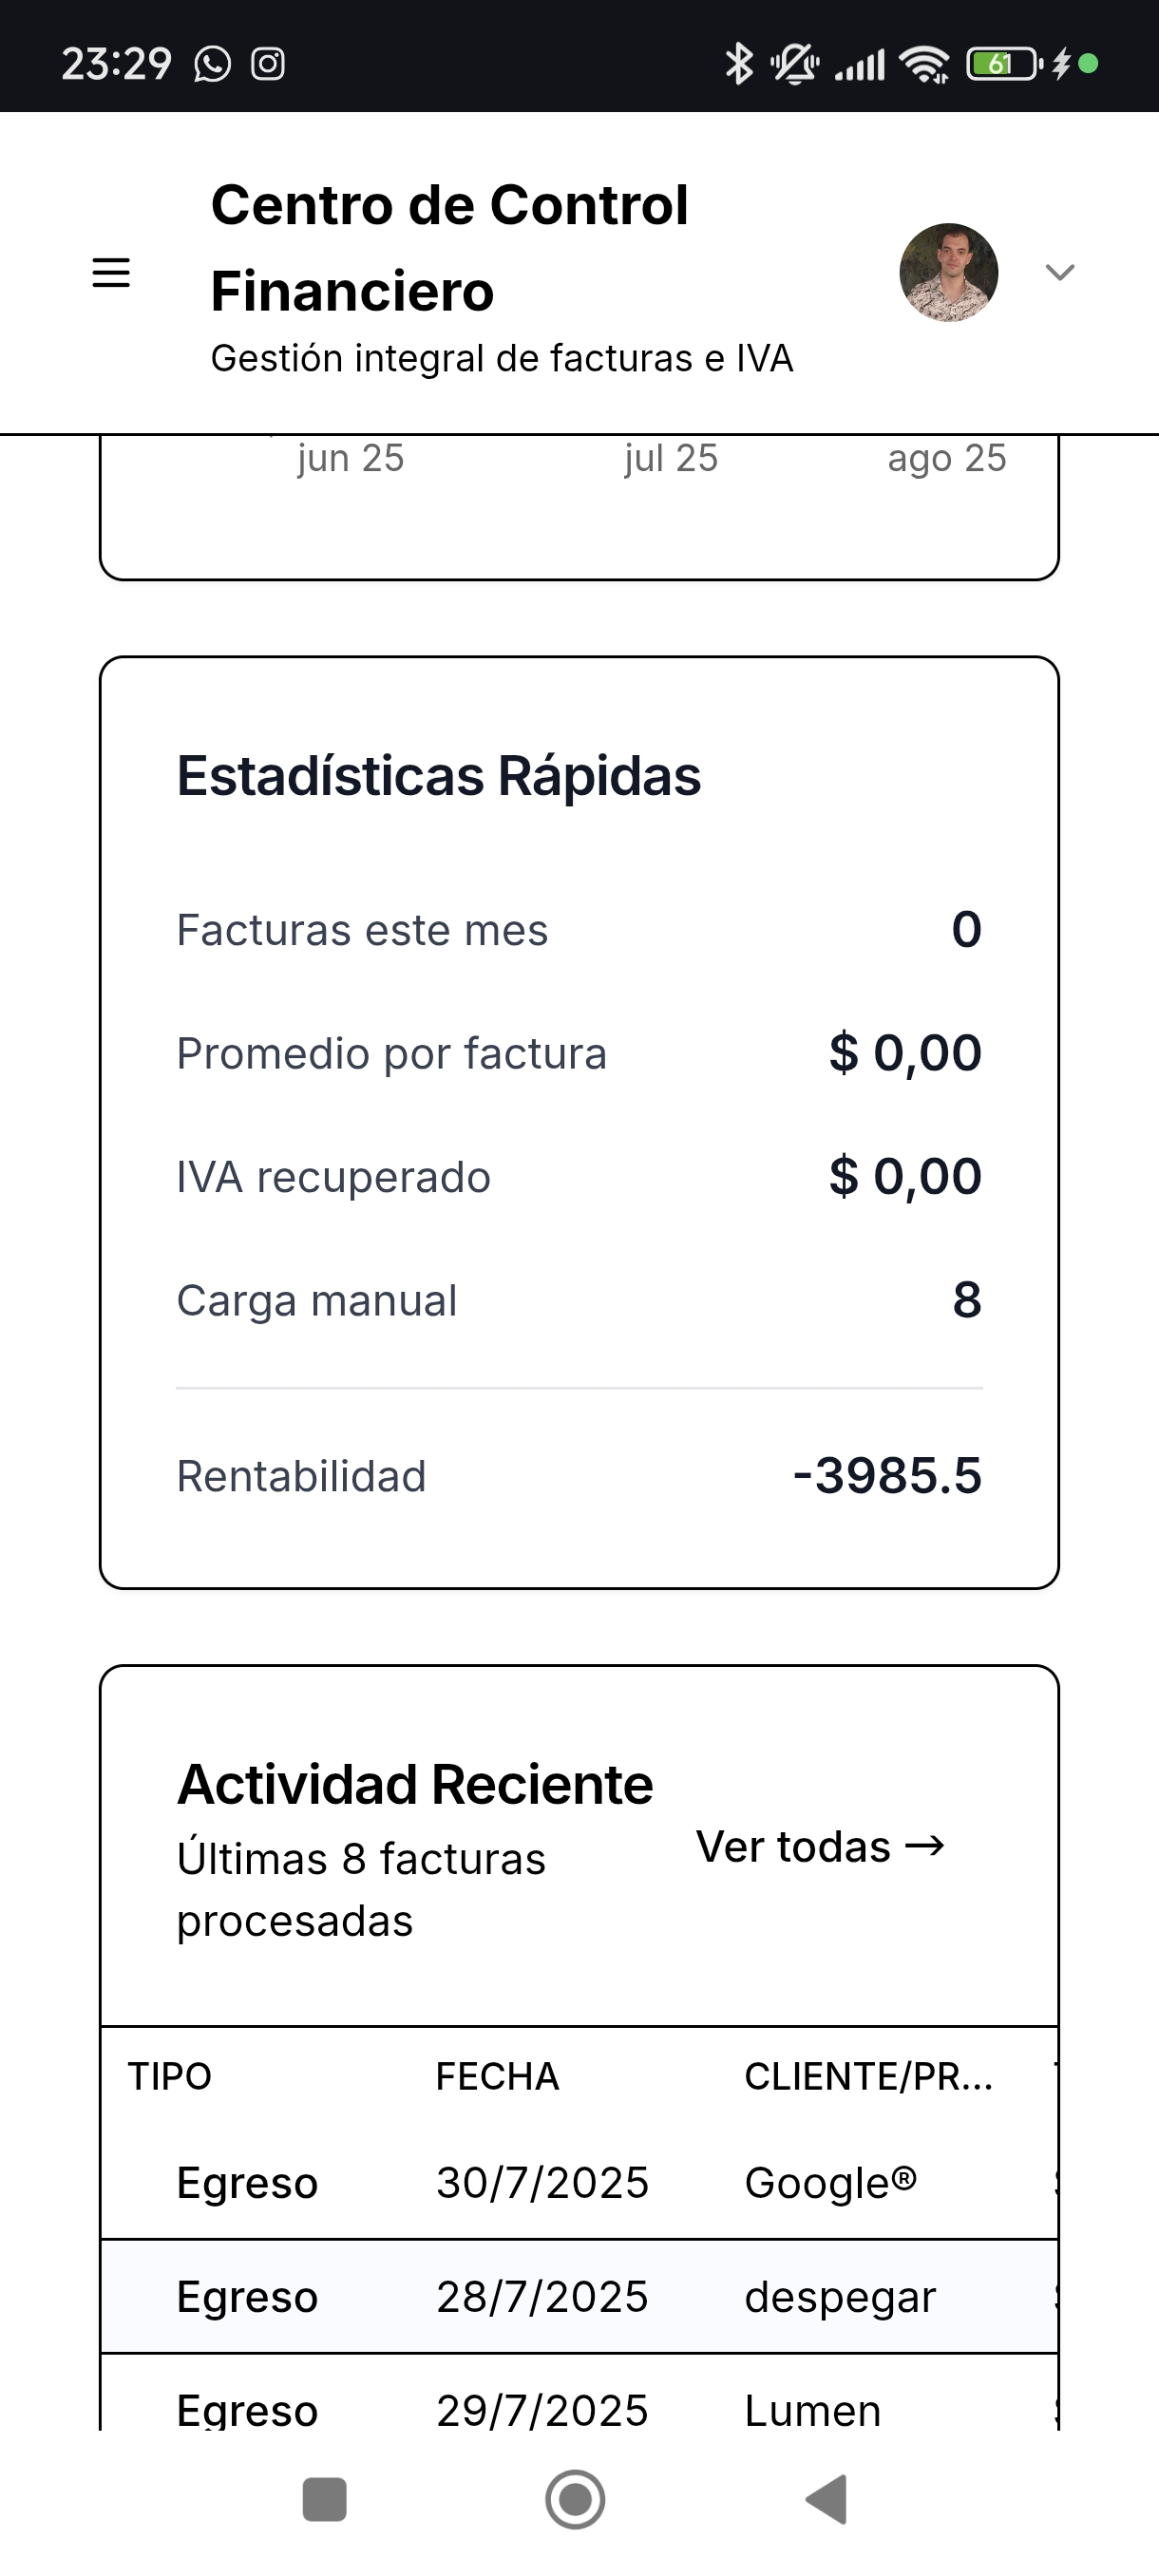 23:29
61
Centro de Control
Financiero
Gestión integral de facturas e IVA
jun 25 jul 25 ago 25
Estadísticas Rápidas
Facturas este mes 0
Promedio por factura $ 0,00
IVA recuperado $ 0,00
Carga manual 8
Rentabilidad -3985.5
Actividad Reciente
Últimas 8 facturas
procesadas
Ver todas →
TIPO FECHA CLIENTE/PR...
Egreso 30/7/2025 Google®
Egreso 28/7/2025 despegar
Egreso 29/7/2025 Lumen